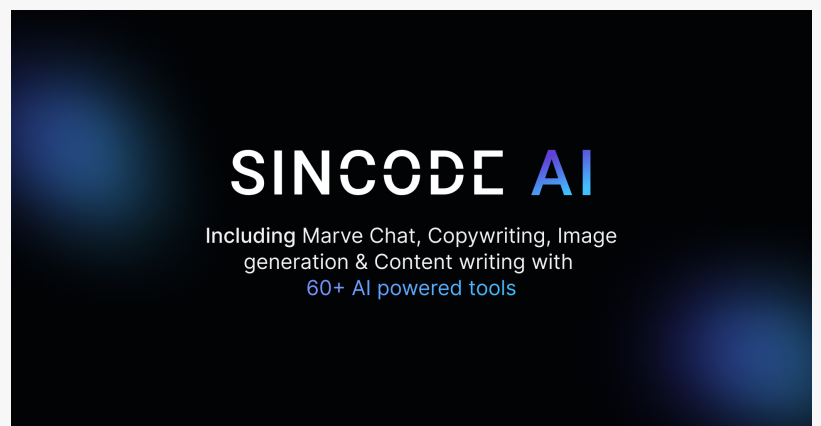 SINCODE AI
Including Marve Chat, Copywriting, Image
generation & Content writing with
60+ AI powered tools